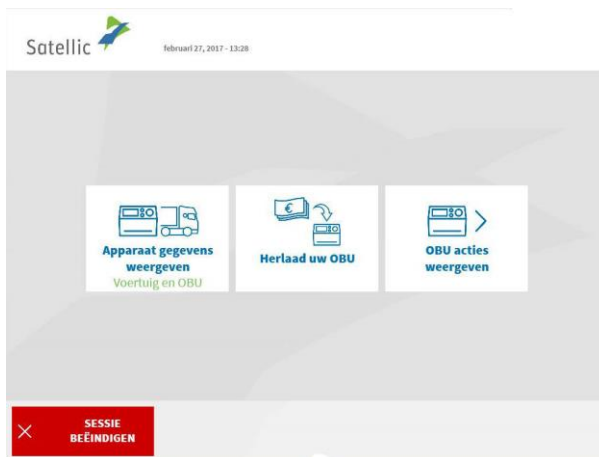 Satellic
februari 27, 2017 - 13:28
Apparaat gegevens
weergeven
Voertuig en OBU
€
Herlaad uw OBU
OBU acties
weergeven
SESSIE
BEËINDIGEN